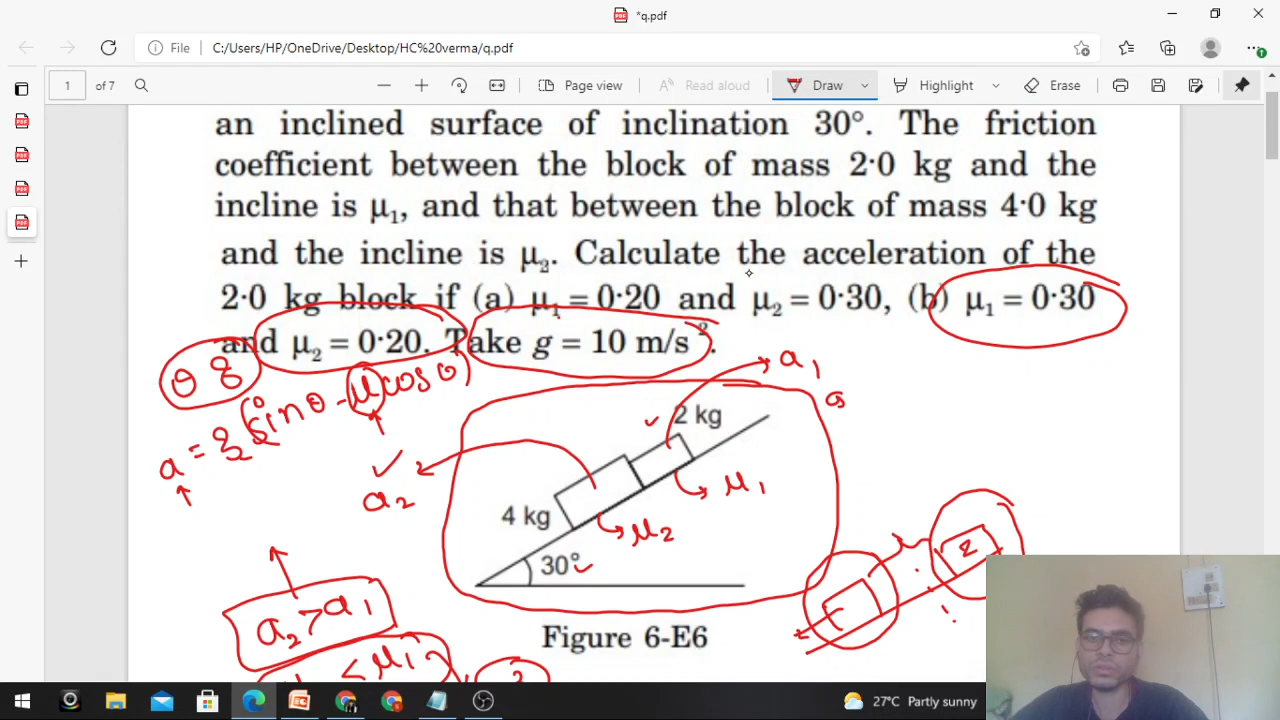 *q.pdf
File C:/Users/HP/OneDrive/Desktop/HC%20verma/q.pdf
1 of 7 Page view Read aloud Draw Highlight Erase
an inclined surface of inclination 30°. The friction
coefficient between the block of mass 2·0 kg and the
incline is μ₁, and that between the block of mass 4·0 kg
and the incline is μ₂. Calculate the acceleration of the
2·0 kg block if (a) μ₁ = 0·20 and μ₂ = 0·30, (b) μ₁ = 0·30
and μ₂ = 0·20. Take g = 10 m/s².
θ g
a = g sinθ - μcosθ
a₁
a₂
2 kg
μ₁
4 kg
μ₂
30°
2
a₂ > a₁
Figure 6-E6
27°C Partly sunny